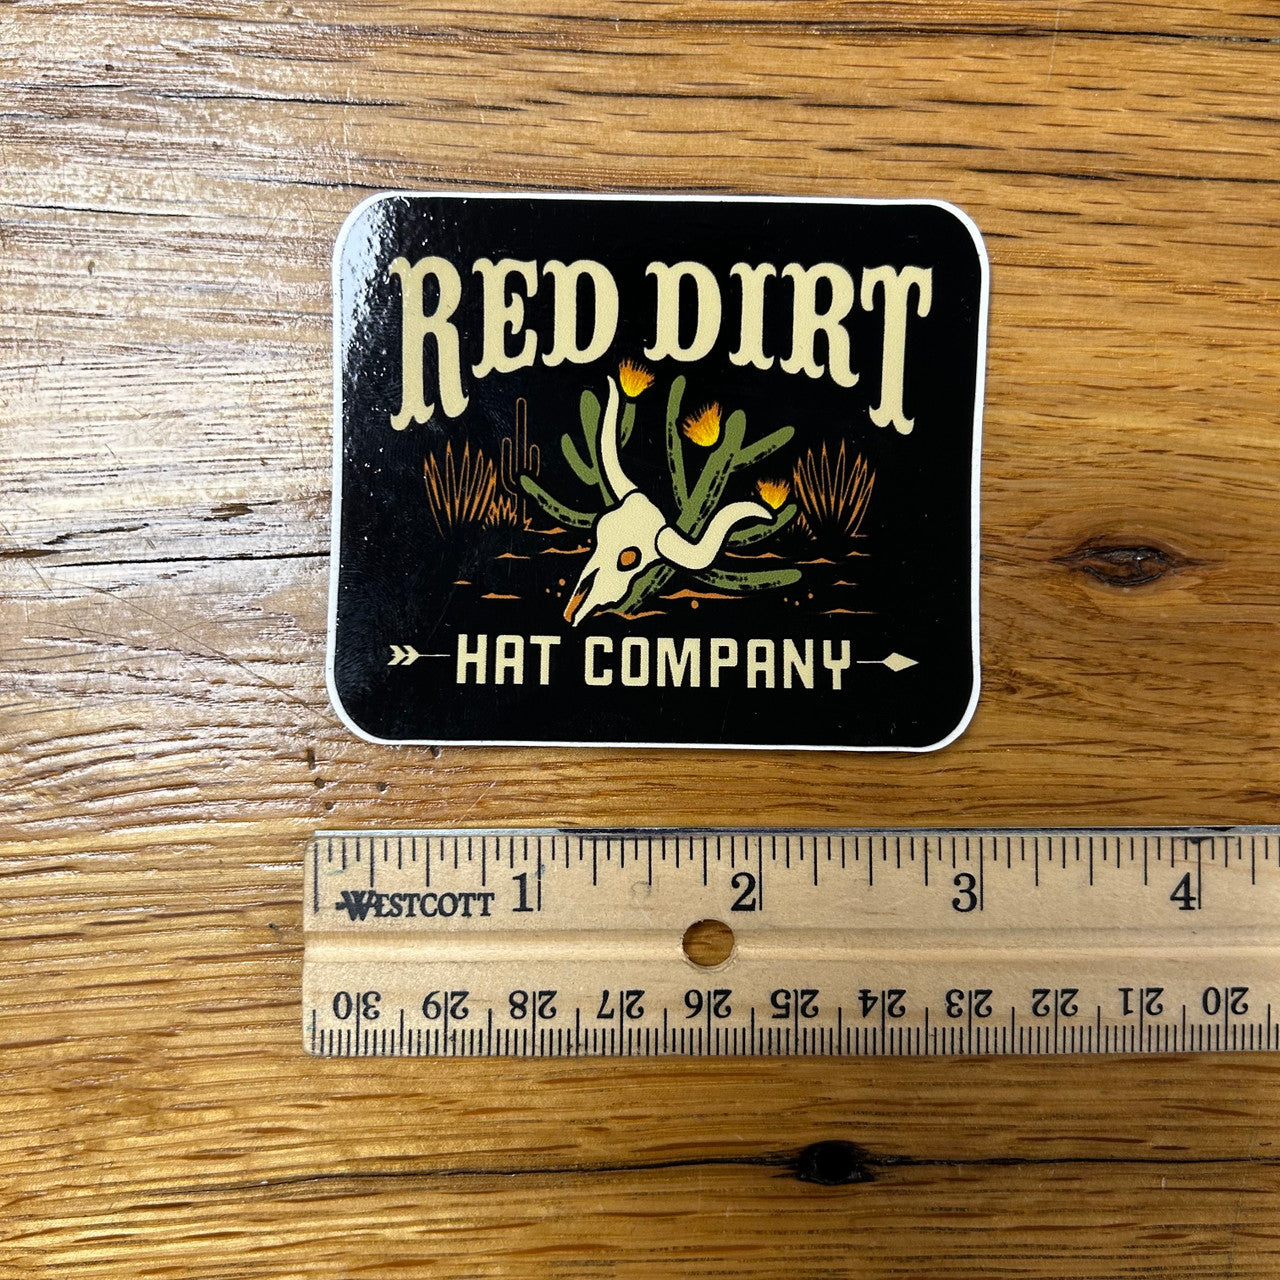 RED DIRT
HAT COMPANY
WESTCOTT 1 2 3 4
30 29 28 27 26 25 24 23 22 21 20